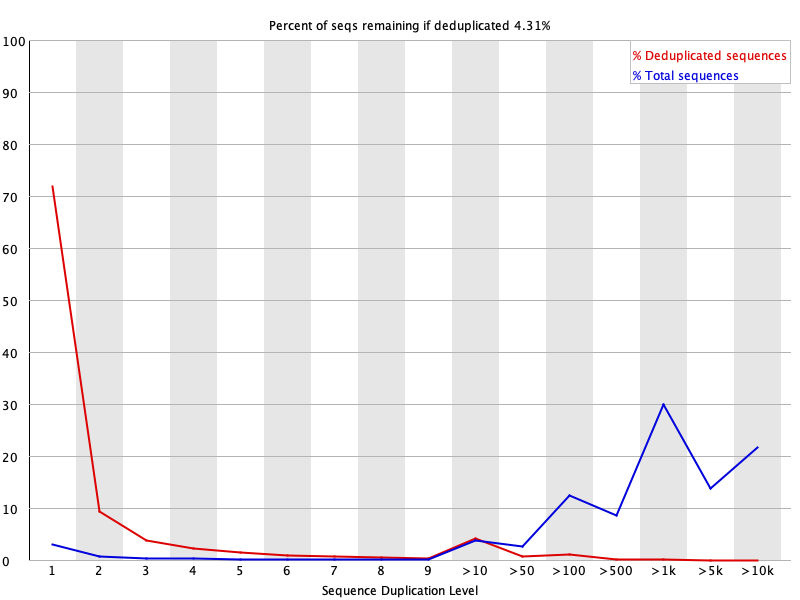 Percent of seqs remaining if deduplicated 4.31%
% Deduplicated sequences
% Total sequences
100
90
80
70
60
50
40
30
20
10
0
1 2 3 4 5 6 7 8 9 >10 >50 >100 >500 >1k >5k >10k
Sequence Duplication Level